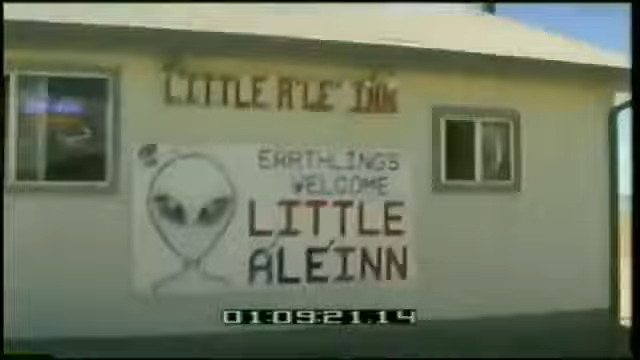 LITTLE A'LE' INN
EARTHLINGS
WELCOME
LITTLE
A'LE'INN
01:09:21.14